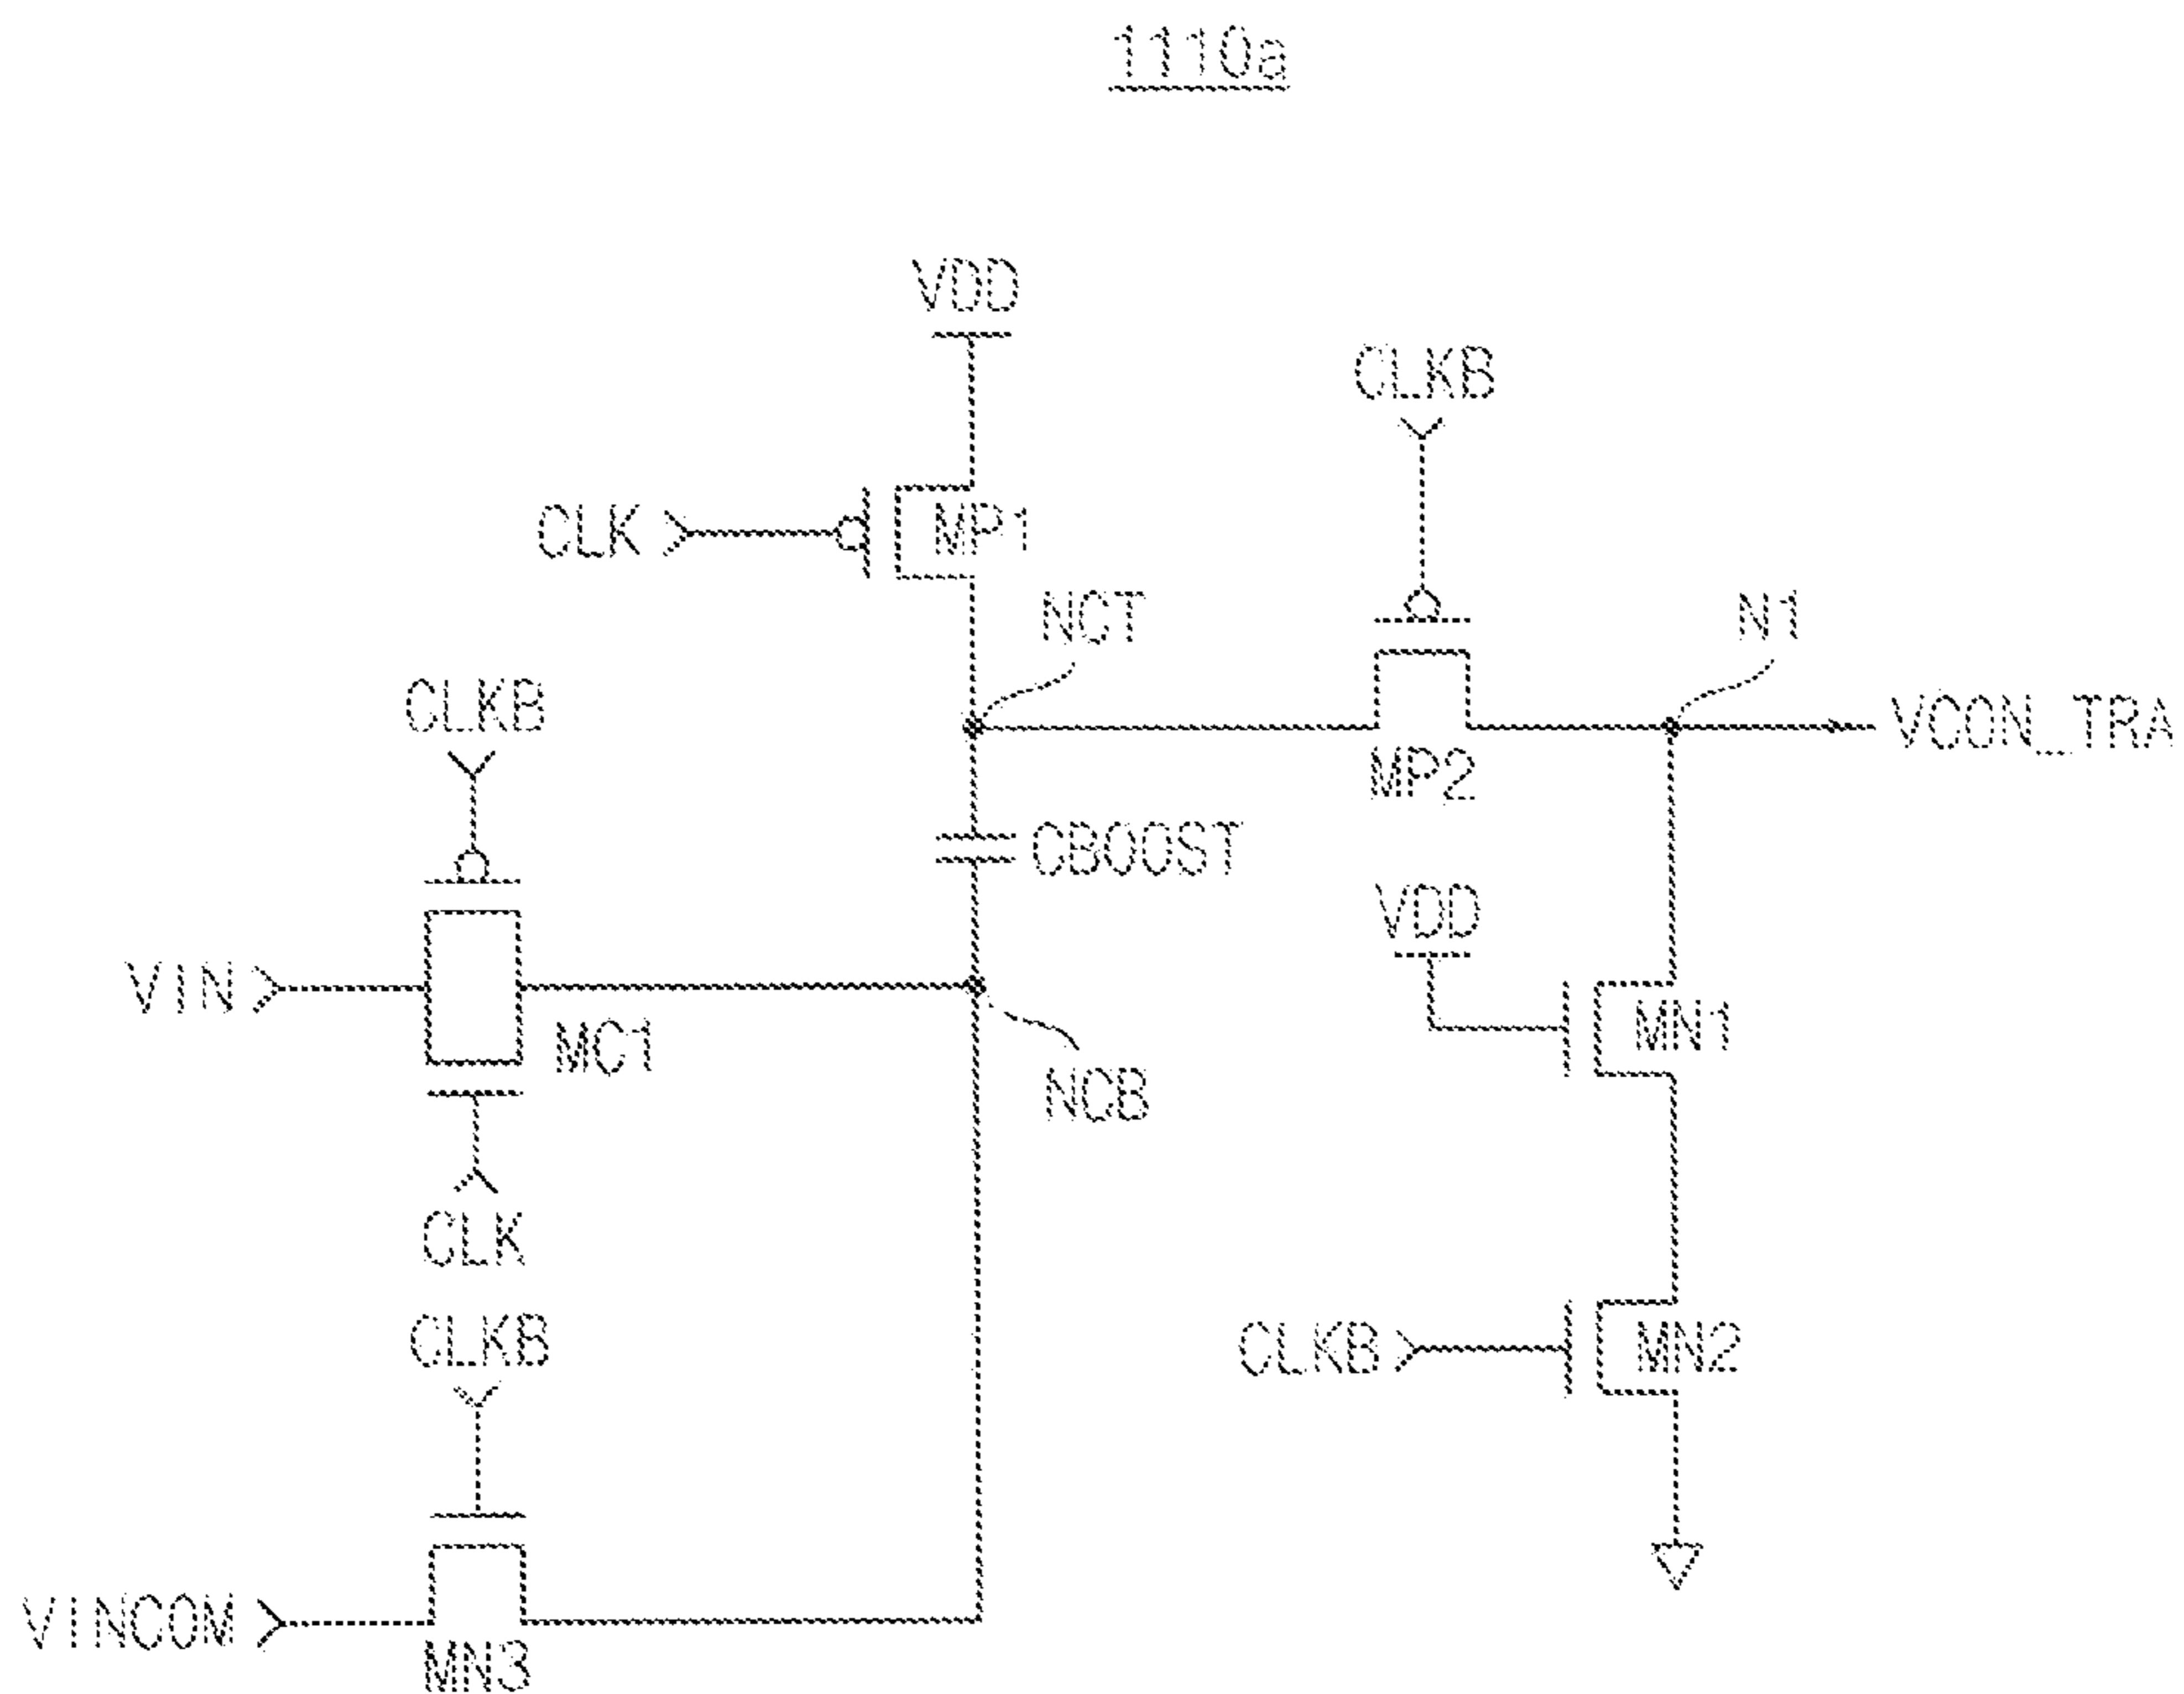 1110a
VDD
CLKB
CLK
MP1
NCT
N1
CLKB
VCON_TRA
MP2
CBOOST
VDD
VIN
MC1
MN1
NCB
CLK
CLKB
CLKB
MN2
VINCOM
MN3